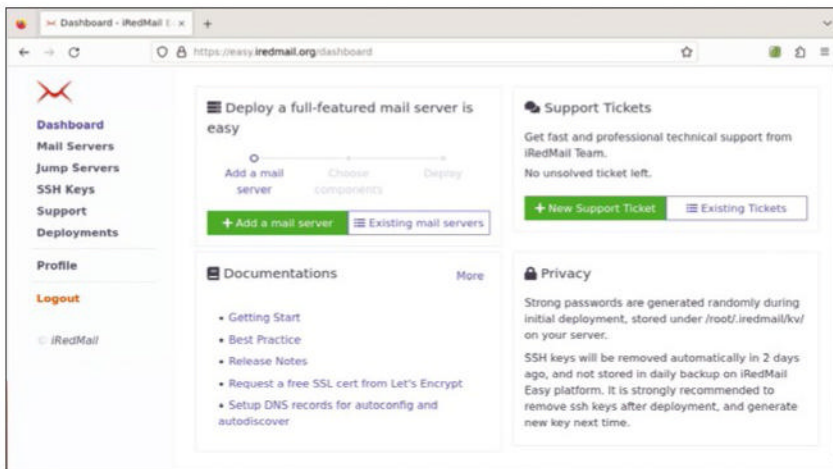 Dashboard - iRedMail E
https://easy.iredmail.org/dashboard
Dashboard
Mail Servers
Jump Servers
SSH Keys
Support
Deployments
Profile
Logout
© iRedMail
Deploy a full-featured mail server is
easy
Add a mail
server
Choose
components
Deploy
+ Add a mail server
Existing mail servers
Support Tickets
Get fast and professional technical support from
iRedMail Team.
No unsolved ticket left.
+ New Support Ticket
Existing Tickets
Documentations
More
• Getting Start
• Best Practice
• Release Notes
• Request a free SSL cert from Let's Encrypt
• Setup DNS records for autoconfig and
autodiscover
Privacy
Strong passwords are generated randomly during
initial deployment, stored under /root/.iredmail/kv/
on your server.
SSH keys will be removed automatically in 2 days
ago, and not stored in daily backup on iRedMail
Easy platform. It is strongly recommended to
remove ssh keys after deployment, and generate
new key next time.